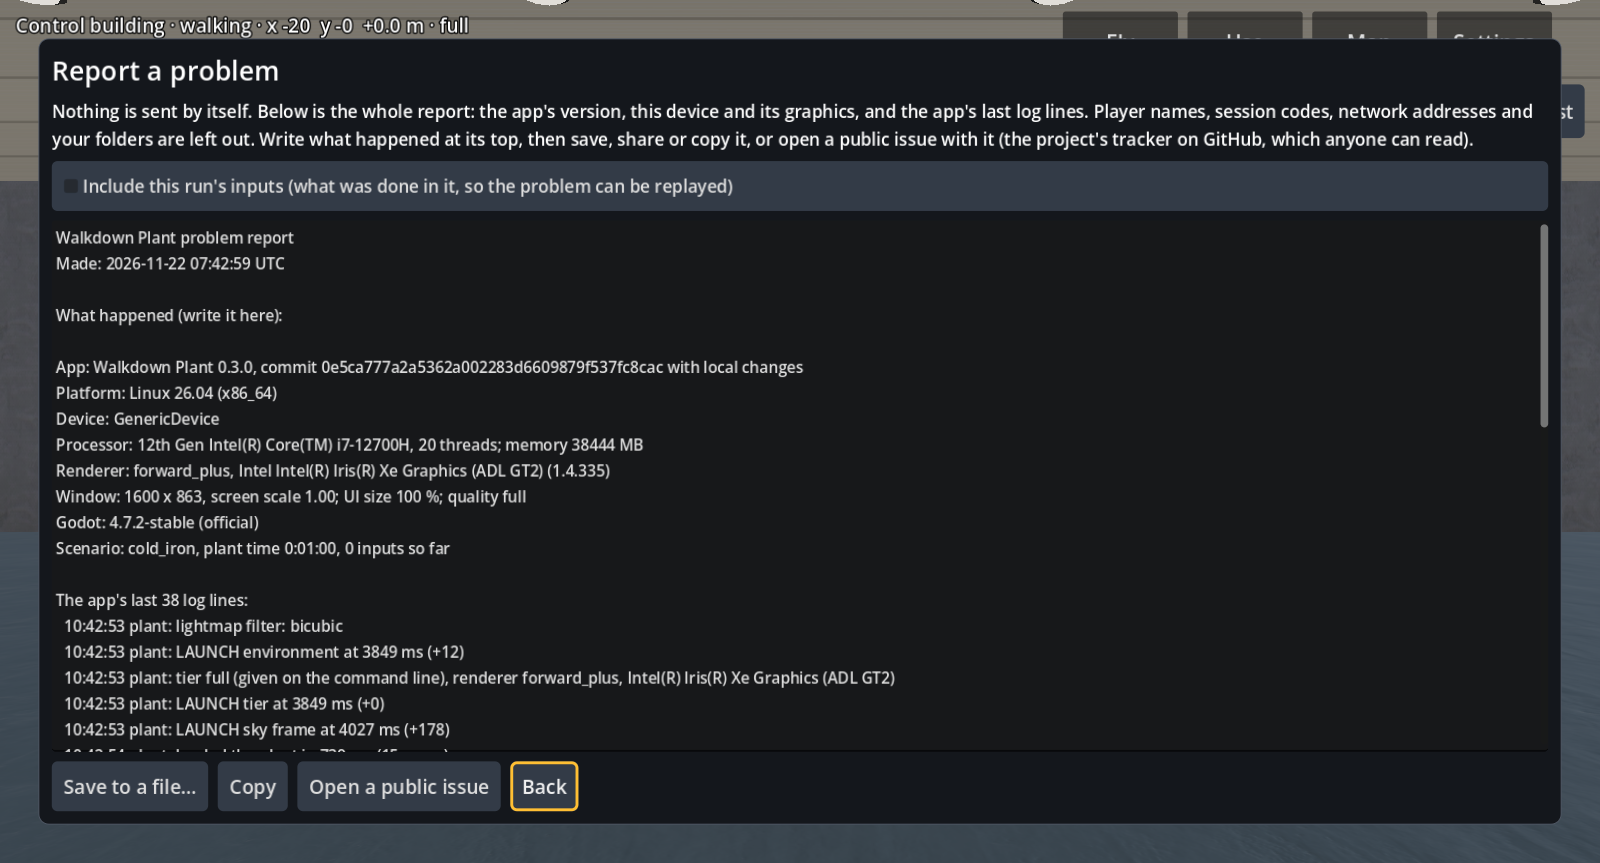 Control building · walking · x -20  y -0  +0.0 m · full
Report a problem
Nothing is sent by itself. Below is the whole report: the app's version, this device and its graphics, and the app's last log lines. Player names, session codes, network addresses and
your folders are left out. Write what happened at its top, then save, share or copy it, or open a public issue with it (the project's tracker on GitHub, which anyone can read).
Include this run's inputs (what was done in it, so the problem can be replayed)
Walkdown Plant problem report
Made: 2026-11-22 07:42:59 UTC
What happened (write it here):
App: Walkdown Plant 0.3.0, commit 0e5ca777a2a5362a002283d6609879f537fc8cac with local changes
Platform: Linux 26.04 (x86_64)
Device: GenericDevice
Processor: 12th Gen Intel(R) Core(TM) i7-12700H, 20 threads; memory 38444 MB
Renderer: forward_plus, Intel Intel(R) Iris(R) Xe Graphics (ADL GT2) (1.4.335)
Window: 1600 x 863, screen scale 1.00; UI size 100 %; quality full
Godot: 4.7.2-stable (official)
Scenario: cold_iron, plant time 0:01:00, 0 inputs so far
The app's last 38 log lines:
10:42:53 plant: lightmap filter: bicubic
10:42:53 plant: LAUNCH environment at 3849 ms (+12)
10:42:53 plant: tier full (given on the command line), renderer forward_plus, Intel(R) Iris(R) Xe Graphics (ADL GT2)
10:42:53 plant: LAUNCH tier at 3849 ms (+0)
10:42:53 plant: LAUNCH sky frame at 4027 ms (+178)
Save to a file... Copy Open a public issue Back